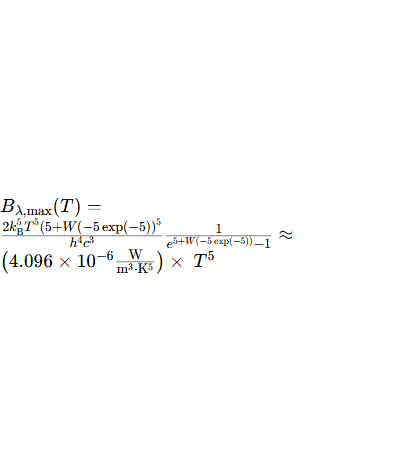 B_{λ,max}(T) =
\frac{2k_B^5 T^5 (5+W(−5 exp(−5))^5}{h^4 c^3} \frac{1}{e^{5+W(−5 exp(−5))}−1} ≈
(4.096 × 10^{−6} \frac{W}{m^3·K^5}) × T^5